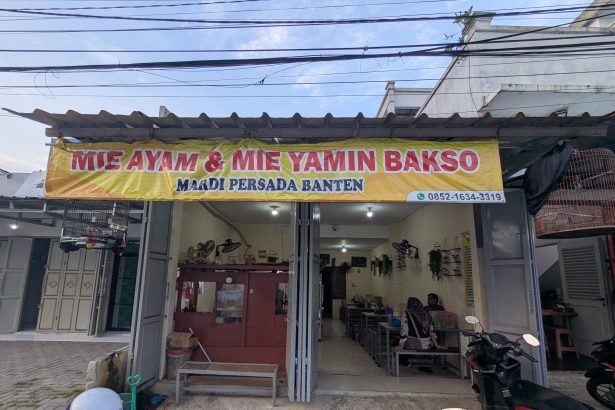 MIE AYAM & MIE YAMIN BAKSO
MARDI PERSADA BANTEN
0852-1634-3319